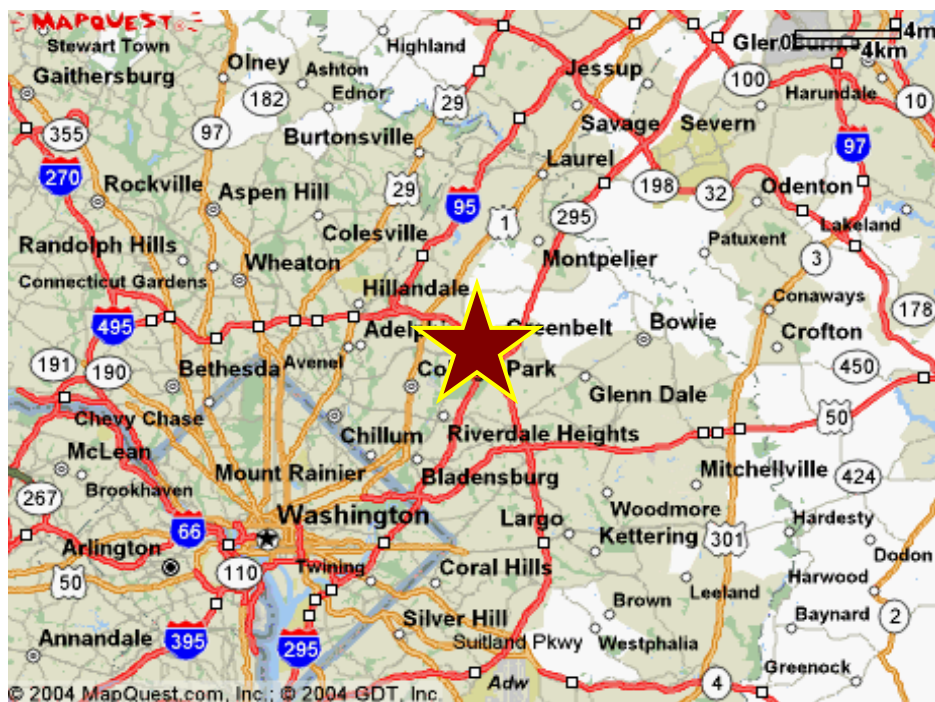 MAPQUEST
Stewart Town
Highland
0
4m
4km
Gaithersburg
Olney
Ashton
Jessup
100
Harundale
182
Ednor
29
10
355
97
Burtonsville
Savage
Severn
97
270
Rockville
Aspen Hill
29
95
Laurel
198
32
Odenton
1
295
Lakeland
Randolph Hills
Colesville
Patuxent
3
Wheaton
Montpelier
Connecticut Gardens
Hillandale
Conaways
178
495
Greenbelt
Bowie
Crofton
191
190
Bethesda
Avenel
Park
450
Glenn Dale
Chevy Chase
50
Chillum
Riverdale Heights
McLean
Mount Rainier
Bladensburg
Mitchellville
424
Brookhaven
267
66
Washington
Largo
Woodmore
Hardesty
Arlington
Kettering
301
Dodon
50
110
Twining
Coral Hills
Harwood
Leeland
Silver Hill
Brown
Baynard
2
Annandale
395
295
Suitland Pkwy
Westphalia
Greenock
Adw
4
© 2004 MapQuest.com, Inc.; © 2004 GDT, Inc.